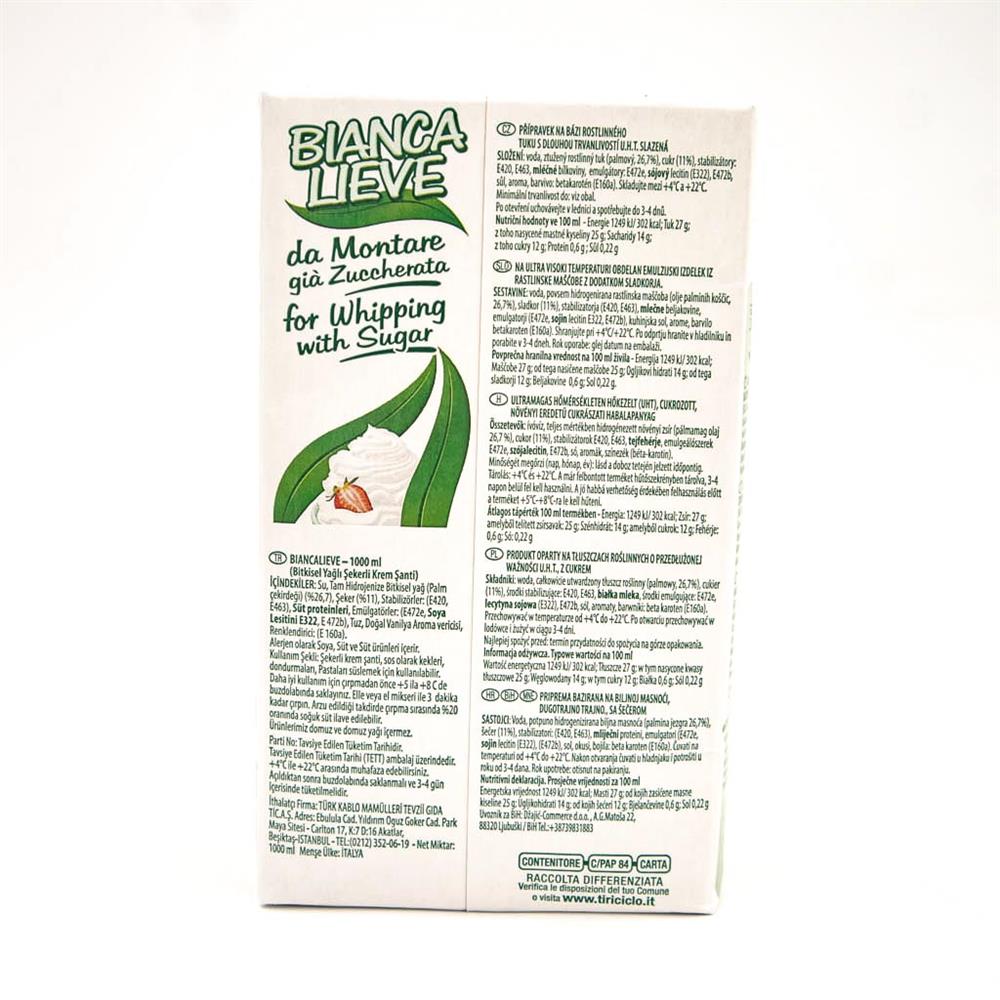 BIANCA
LIEVE
da Montare
già Zuccherata
for Whipping
with Sugar
TR BIANCALIEVE – 1000 ml
(Bitkisel Yağlı Şekerli Krem Şanti)
İÇİNDEKİLER: Su, Tam Hidrojenize Bitkisel yağ (Palm
çekirdeği) (%26,7), Şeker (%11), Stabilizörler: (E420,
E463), Süt proteinleri, Emülgatörler: (E472e, Soya
Lesitini E322, E 472b), Tuz, Doğal Vanilya Aroma vericisi,
Renklendirici: (E 160a).
Alerjen olarak Soya, Süt ve Süt ürünleri içerir.
Kullanım Şekli: Şekerli krem şanti, sos olarak kekleri,
dondurmaları, Pastaları süslemek için kullanılabilir.
Daha iyi kullanım için çırpmadan önce +5 ila +8 C de
buzdolabında saklayınız. Elle veya el mikseri ile 3 dakika
kadar çırpın. Arzu edildiği takdirde çırpma sırasında %20
oranında soğuk süt ilave edilebilir.
Ürünlerimiz domuz ve domuz yağı içermez.
Parti No: Tavsiye Edilen Tüketim Tarihidir.
Tavsiye Edilen Tüketim Tarihi (TETT) ambalaj üzerindedir.
+4°C ile +22°C arasında muhafaza edebilirsiniz.
Açıldıktan sonra buzdolabında saklanmalı ve 3-4 gün
içerisinde tüketilmelidir.
İthalatçı Firma: TÜRK KABLO MAMÜLLERİ TEVZİİ GIDA
TİC.A.Ş. Adres: Ebulula Cad. Yıldırım Oguz Goker Cad. Park
Maya Sitesi - Carlton 17, K:7 D:16 Akatlar,
Beşiktaş-ISTANBUL - TEL:(0212) 352-06-19 - Net Miktar:
1000 ml Menşe Ülke: İTALYA
CZ PŘÍPRAVEK NA BÁZI ROSTLINNÉHO
TUKU S DLOUHOU TRVANLIVOSTÍ U.H.T. SLAZENÁ
SLOŽENÍ: voda, ztužený rostlinný tuk (palmový, 26,7%), cukr (11%), stabilizátory:
E420, E463, mléčné bílkoviny, emulgátory: E472e, sójový lecitin (E322), E472b,
sůl, aroma, barvivo: betakarotén (E160a). Skladujte mezi +4°C a +22°C.
Minimální trvanlivost do: viz obal.
Po otevření uchovávejte v lednici a spotřebujte do 3-4 dnů.
Nutriční hodnoty ve 100 ml - Energie 1249 kJ/ 302 kcal; Tuk 27 g;
z toho nasycené mastné kyseliny 25 g; Sacharidy 14 g;
z toho cukry 12 g; Protein 0,6 g ; Sůl 0,22 g
SLO NA ULTRA VISOKI TEMPERATURI OBDELAN EMULZIJSKI IZDELEK IZ
RASTLINSKE MAŠČOBE Z DODATKOM SLADKORJA.
SESTAVINE: voda, povsem hidrogenirana rastlinska maščoba (olje palminih koščic,
26,7%), sladkor (11%), stabilizatorja (E420, E463), mlečne beljakovine,
emulgatorji (E472e, sojin lecitin E322, E472b), kuhinjska sol, arome, barvilo
betakaroten (E160a). Shranjujte pri +4°C/+22°C. Po odprtju hranite v hladilniku in
porabite v 3-4 dneh. Rok uporabe: glej datum na embalaži.
Povprečna hranilna vrednost na 100 ml živila - Energija 1249 kJ/ 302 kcal;
Maščobe 27 g; od tega nasičene maščobe 25 g; Ogljikovi hidrati 14 g; od tega
sladkorji 12 g; Beljakovine 0,6 g; Sol 0,22 g.
H ULTRAMAGAS HŐMÉRSÉKLETEN HŐKEZELT (UHT), CUKROZOTT,
NÖVÉNYI EREDETŰ CUKRÁSZATI HABALAPANYAG
Összetevők: ivóvíz, teljes mértékben hidrogénezett növényi zsír (pálmamag olaj
26,7 %), cukor (11%), stabilizátorok E420, E463, tejfehérje, emulgeálószerek
E472e, szójalecitin, E472b, só, aromák, színezék (béta-karotin).
Minőségét megőrzi (nap, hónap, év): lásd a doboz tetején jelzett időpontig.
Tárolás: +4°C és +22°C. A már felbontott terméket hűtőszekrényben tárolva, 3-4
napon belül fel kell használni. A jó habbá verhetőség érdekében felhasználás előtt
a terméket +5°C-+8°C-ra le kell hűteni.
Átlagos tápérték 100 ml termékben - Energia: 1249 kJ/ 302 kcal; Zsír: 27 g;
amelyből telített zsírsavak: 25 g; Szénhidrát: 14 g; amelyből cukrok: 12 g; Fehérje:
0,6 g; Só: 0,22 g
PL PRODUKT OPARTY NA TŁUSZCZACH ROŚLINNYCH O PRZEDŁUŻONEJ
WAŻNOŚCI U.H.T., Z CUKREM
Składniki: woda, całkowicie utwardzony tłuszcz roślinny (palmowy, 26,7%), cukier
(11%), środki stabilizujące: E420, E463, białka mleka, środki emulgujące: E472e,
lecytyna sojowa (E322), E472b, sól, aromaty, barwniki: beta karoten (E160a).
Przechowywać w temperaturze od +4°C do +22°C. Po otwarciu przechowywać w
lodówce i zużyć w ciągu 3-4 dni.
Najlepiej spożyć przed: termin przydatności do spożycia na górze opakowania.
Informacja odżywcza. Typowe wartości na 100 ml
Wartość energetyczna 1249 kJ/ 302 kcal; Tłuszcze 27 g; w tym nasycone kwasy
tłuszczowe 25 g; Węglowodany 14 g; w tym cukry 12 g; Białka 0,6 g; Sól 0,22 g
HR BIH MNE PRIPREMA BAZIRANA NA BILJNOJ MASNOĆI,
DUGOTRAJNO TRAJNO., SA ŠEĆEROM
SASTOJCI: Voda, potpuno hidrogenizirana biljna masnoća (palmina jezgra 26,7%),
šećer (11%), stabilizatori: (E420, E463), mliječni proteini, emulgatori (E472e,
sojin lecitin (E322), (E472b), sol, okusi, bojila: beta karoten (E160a). Čuvati na
temperaturi od +4°C do +22°C. Nakon otvaranja čuvati u hladnjaku i potrošiti u
roku od 3-4 dana. Rok upotrebe: otisnut na pakiranju.
Nutritivni deklaracija. Prosječne vrijednosti za 100 ml
Energetska vrijednost 1249 kJ/ 302 kcal; Masti 27 g; od kojih zasićene masne
kiseline 25 g; Ugljikohidrati 14 g; od kojih šećeri 12 g; Bjelančevine 0,6 g; Sol 0,22 g
Uvoznik za BiH: Džajić-Commerce d.o.o., A.G.Matoša 22,
88320 Ljubuški / BiH Tel.:+38739831883
CONTENITORE C/PAP 84 CARTA
RACCOLTA DIFFERENZIATA
Verifica le disposizioni del tuo Comune
o visita www.tiriciclo.it